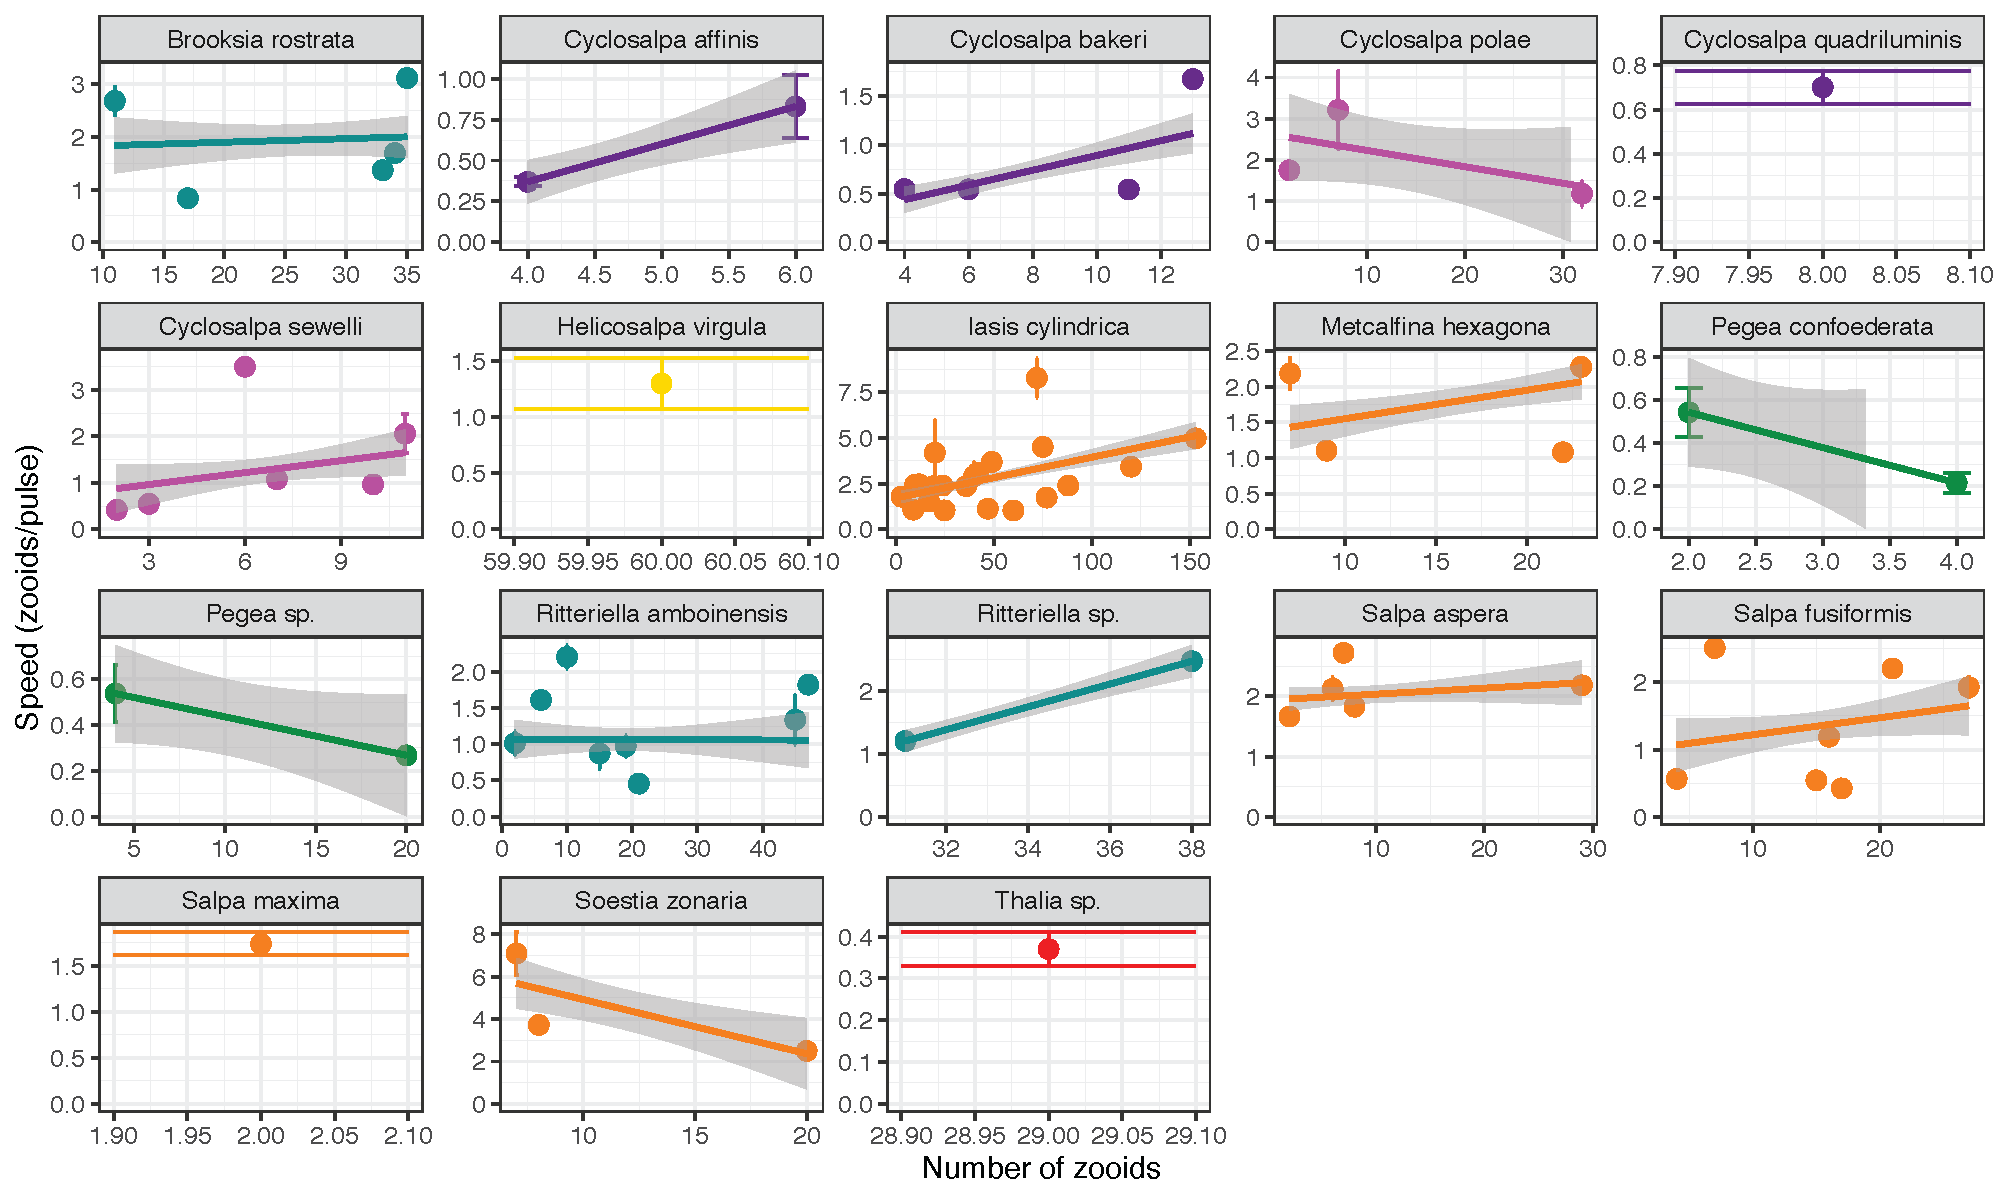 Brooksia rostrata
Cyclosalpa affinis
Cyclosalpa bakeri
Cyclosalpa polae
Cyclosalpa quadriluminis
3
2
1
0
10 15 20 25 30 35
1.00
0.75
0.50
0.25
0.00
4.0 4.5 5.0 5.5 6.0
1.5
1.0
0.5
0.0
4 6 8 10 12
4
3
2
1
0
10 20 30
0.8
0.6
0.4
0.2
0.0
7.90 7.95 8.00 8.05 8.10
Cyclosalpa sewelli
Helicosalpa virgula
Iasis cylindrica
Metcalfina hexagona
Pegea confoederata
3
2
1
0
3 6 9
1.5
1.0
0.5
0.0
59.90 59.95 60.00 60.05 60.10
7.5
5.0
2.5
0.0
0 50 100 150
2.5
2.0
1.5
1.0
0.5
0.0
10 15 20
0.8
0.6
0.4
0.2
0.0
2.0 2.5 3.0 3.5 4.0
Speed (zooids/pulse)
Pegea sp.
Ritteriella amboinensis
Ritteriella sp.
Salpa aspera
Salpa fusiformis
0.6
0.4
0.2
0.0
5 10 15 20
2.0
1.5
1.0
0.5
0.0
0 10 20 30 40
2
1
0
32 34 36 38
2
1
0
10 20 30
2
1
0
10 20
Salpa maxima
Soestia zonaria
Thalia sp.
1.5
1.0
0.5
0.0
1.90 1.95 2.00 2.05 2.10
8
6
4
2
0
10 15 20
0.4
0.3
0.2
0.1
0.0
28.90 28.95 29.00 29.05 29.10
Number of zooids